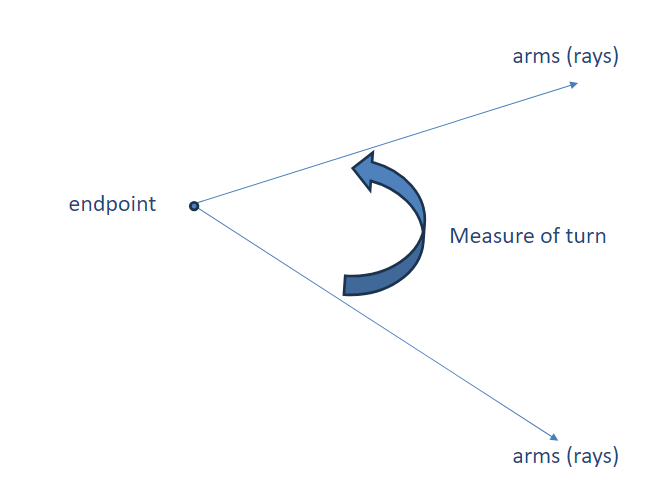 arms (rays)
endpoint
Measure of turn
arms (rays)